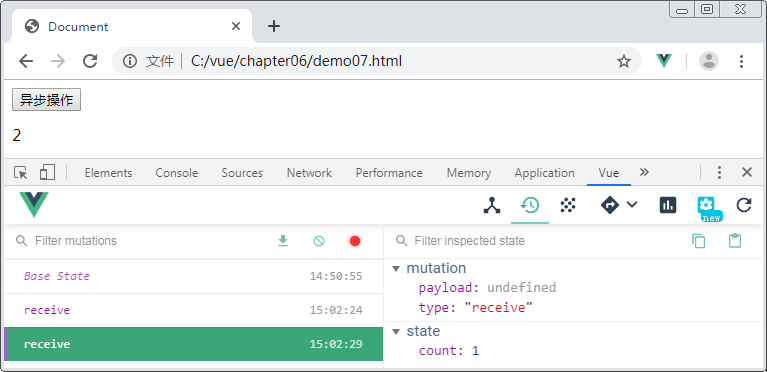 Document
文件 C:/vue/chapter06/demo07.html
异步操作
2
Elements Console Sources Network Performance Memory Application Vue »
new
Filter mutations
Filter inspected state
Base State 14:50:55
receive 15:02:24
receive 15:02:29
mutation
payload: undefined
type: "receive"
state
count: 1